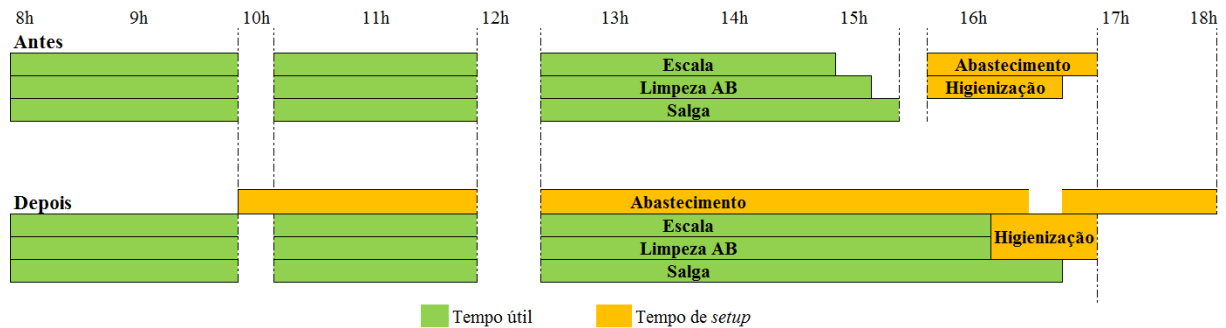 8h 9h 10h 11h 12h 13h 14h 15h 16h 17h 18h
Antes
Escala Abastecimento
Limpeza AB Higienização
Salga
Depois Abastecimento
Escala
Higienização
Limpeza AB
Salga
Tempo útil Tempo de setup